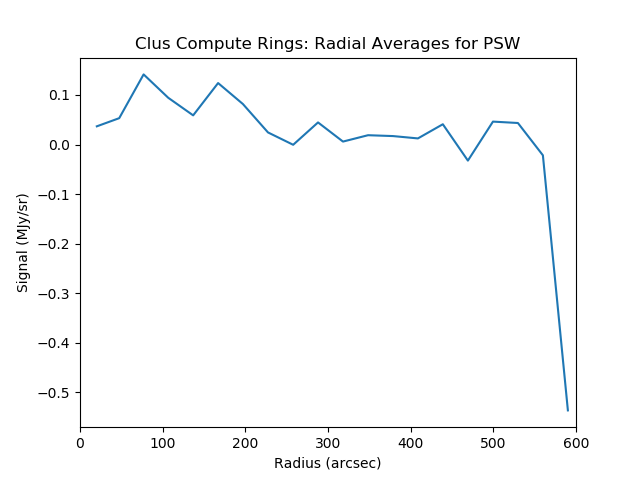 Clus Compute Rings: Radial Averages for PSW
Signal (MJy/sr)
0.1
0.0
−0.1
−0.2
−0.3
−0.4
−0.5
0 100 200 300 400 500 600
Radius (arcsec)